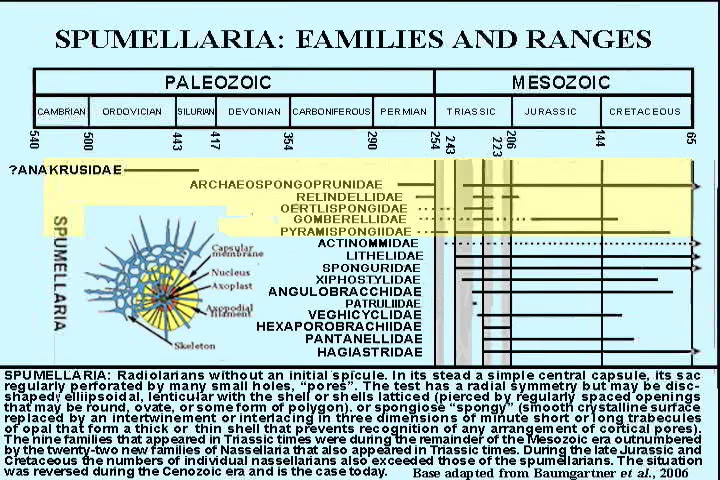 SPUMELLARIA: FAMILIES AND RANGES
PALEOZOIC MESOZOIC
CAMBRIAN ORDOVICIAN SILURIAN DEVONIAN CARBONIFEROUS PERMIAN TRIASSIC JURASSIC CRETACEOUS
540 500 443 417 354 290 254 243 223 206 144 65
?ANAKRUSIDAE
ARCHAEOSPONGOPRUNIDAE
RELINDELLIDAE
OERTLISPONGIDAE
GOMBERELLIDAE
PYRAMISPONGIIDAE
ACTINOMMIDAE
LITHELIDAE
SPONGURIDAE
XIPHOSTYLIDAE
ANGULOBRACCHIDAE
PATRULIIDAE
VEGHICYCLIDAE
HEXAPOROBRACHIIDAE
PANTANELLIDAE
HAGIASTRIDAE
SPUMELLARIA
Capsular
membrane
Nucleus
Axoplast
Axopodial
filament
Skeleton
SPUMELLARIA: Radiolarians without an initial spicule. In its stead a simple central capsule, its sac
regularly perforated by many small holes, “pores”. The test has a radial symmetry but may be disc-
shaped, elliipsoidal, lenticular with the shell or shells latticed (pierced by regularly spaced openings
that may be round, ovate, or some form of polygon). or spongiose “spongy” (smooth crystalline surface
replaced by an intertwinement or interlacing in three dimensions of minute short or long trabecules
of opal that form a thick or thin shell that prevents recognition of any arrangement of cortical pores).
The nine families that appeared in Triassic times were during the remainder of the Mesozoic era outnumbered
by the twenty-two new families of Nassellaria that also appeared in Triassic times. During the late Jurassic and
Cretaceous the numbers of individual nassellarians also exceeded those of the spumellarians. The situation
was reversed during the Cenozoic era and is the case today. Base adapted from Baumgartner et al., 2006